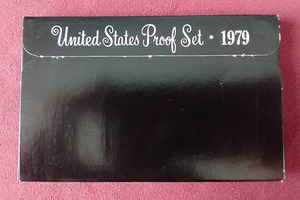 United States Proof Set • 1979